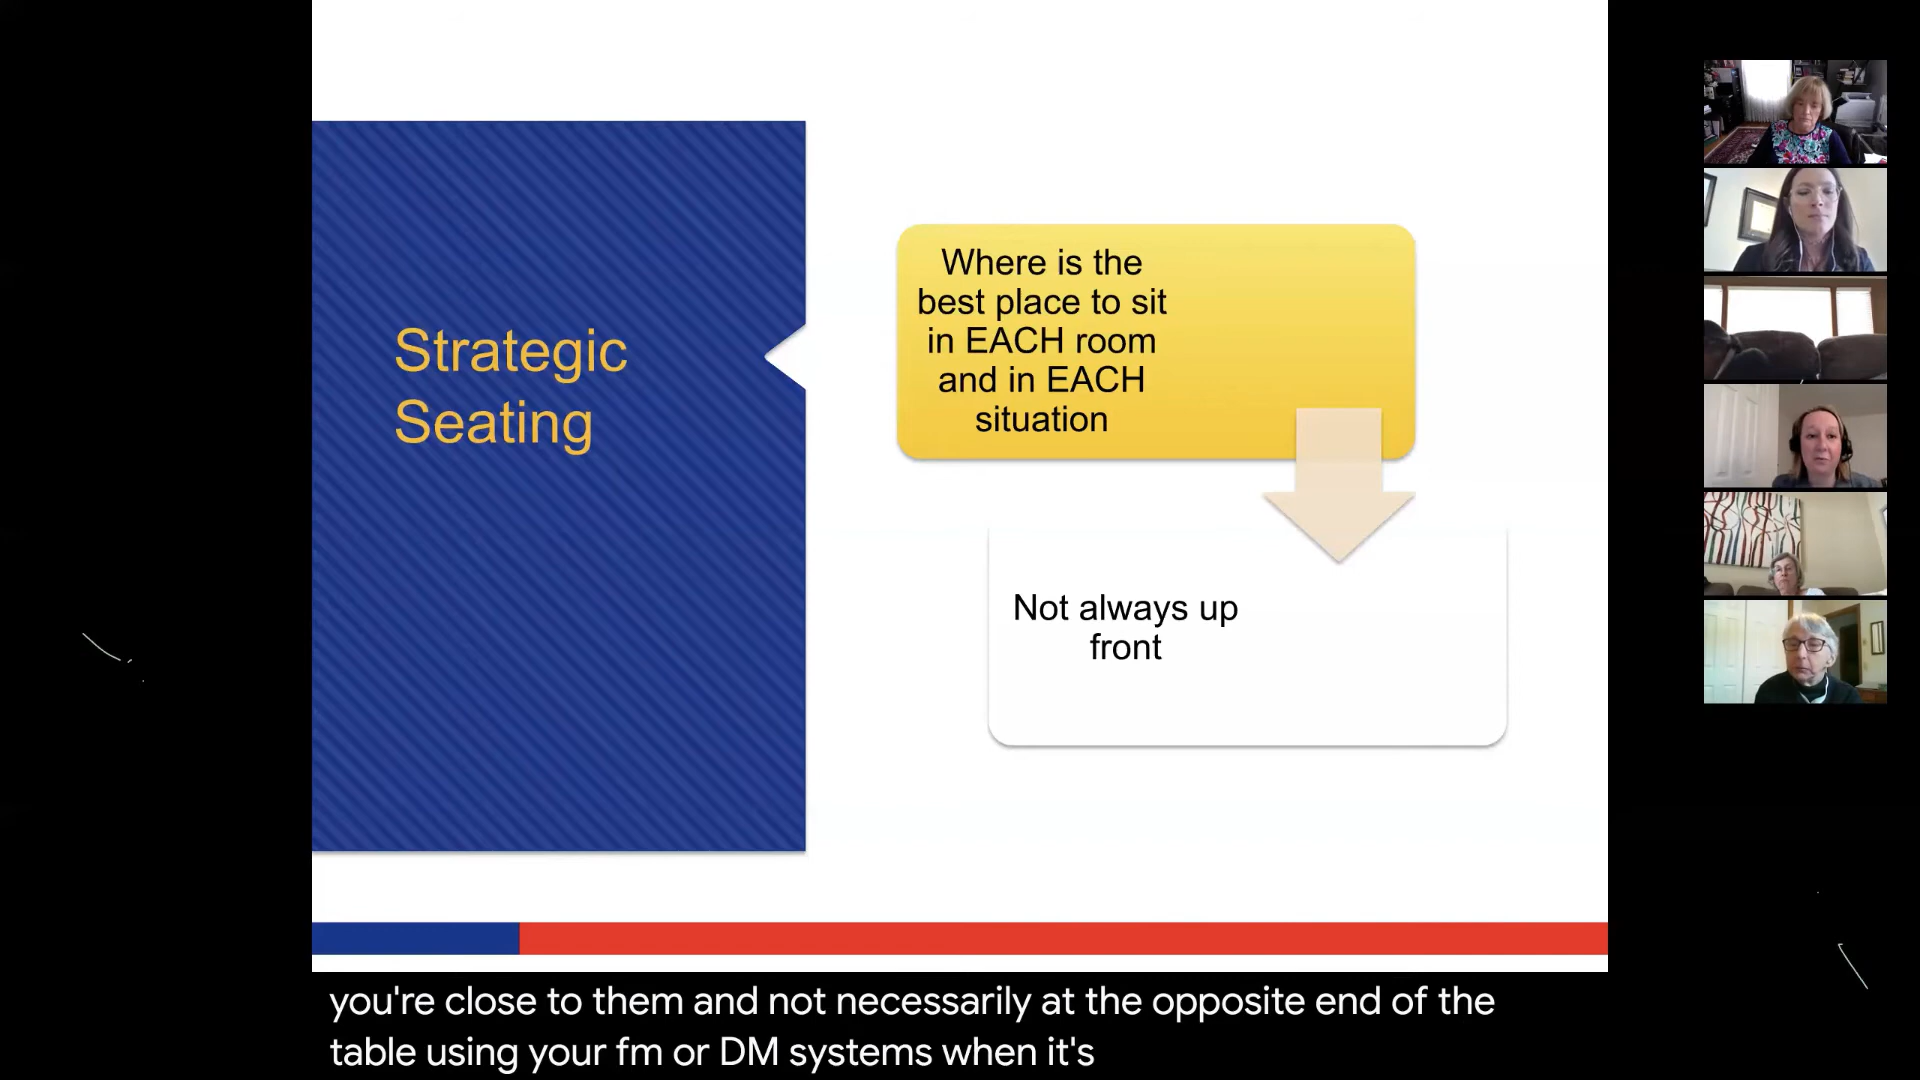 Strategic
Seating
Where is the
best place to sit
in EACH room
and in EACH
situation
Not always up
front
you're close to them and not necessarily at the opposite end of the
table using your fm or DM systems when it's